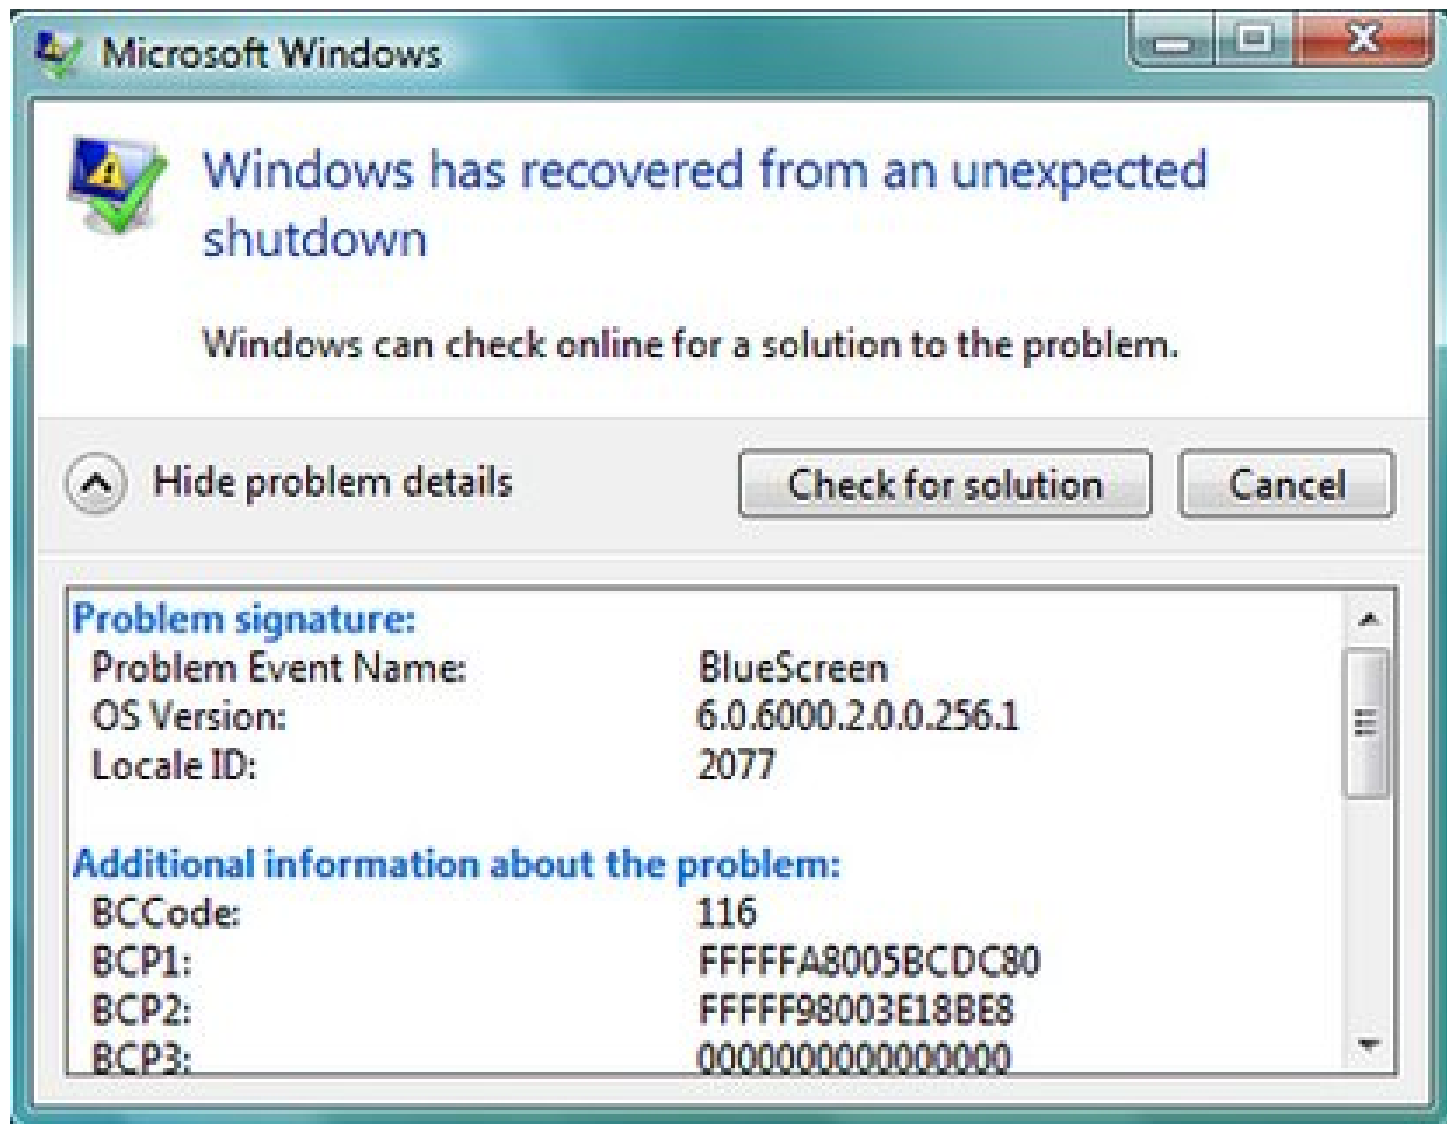 Microsoft Windows
Windows has recovered from an unexpected
shutdown
Windows can check online for a solution to the problem.
Hide problem details
Check for solution
Cancel
Problem signature:
Problem Event Name: BlueScreen
OS Version: 6.0.6000.2.0.0.256.1
Locale ID: 2077
Additional information about the problem:
BCCode: 116
BCP1: FFFFFA8005BCDC80
BCP2: FFFFF98003E18BE8
BCP3: 0000000000000000